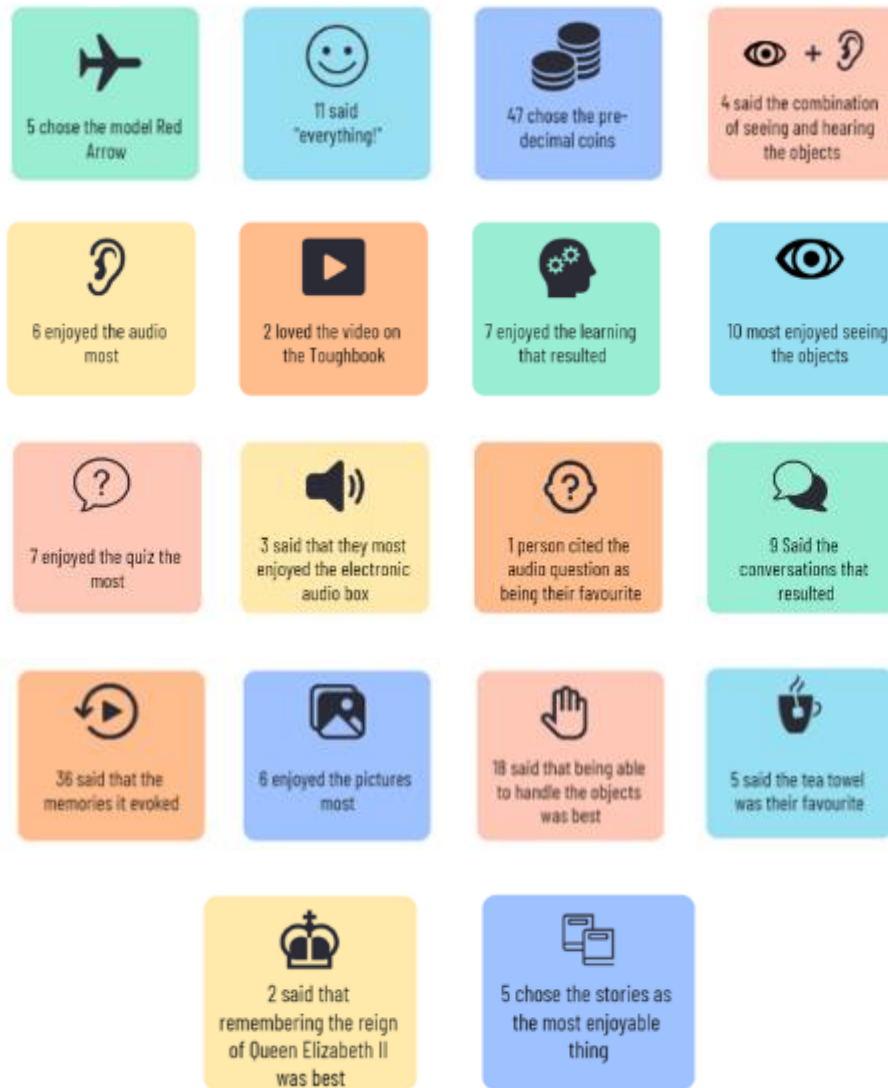 5 chose the model Red
Arrow
11 said
"everything!"
47 chose the pre-
decimal coins
+
4 said the combination
of seeing and hearing
the objects
6 enjoyed the audio
most
2 loved the video on
the Toughbook
7 enjoyed the learning
that resulted
10 most enjoyed seeing
the objects
?
7 enjoyed the quiz the
most
3 said that they most
enjoyed the electronic
audio box
?
1 person cited the
audio question as
being their favourite
9 Said the
conversations that
resulted
36 said that the
memories it evoked
6 enjoyed the pictures
most
18 said that being able
to handle the objects
was best
5 said the tea towel
was their favourite
2 said that
remembering the reign
of Queen Elizabeth II
was best
5 chose the stories as
the most enjoyable
thing